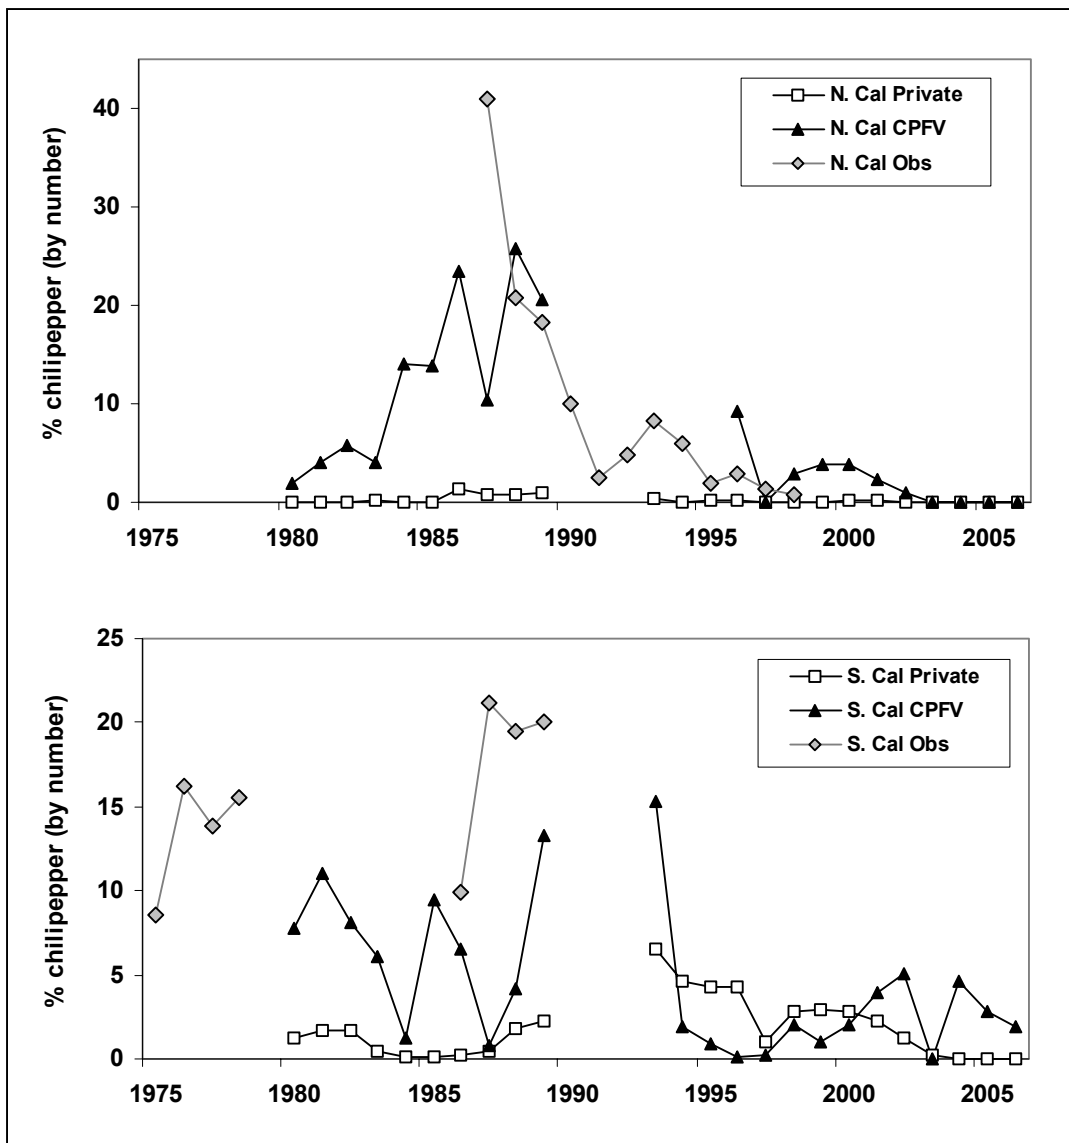 % chilipepper (by number)
40
30
20
10
0
1975 1980 1985 1990 1995 2000 2005
N. Cal Private
N. Cal CPFV
N. Cal Obs
% chilipepper (by number)
25
20
15
10
5
0
1975 1980 1985 1990 1995 2000 2005
S. Cal Private
S. Cal CPFV
S. Cal Obs